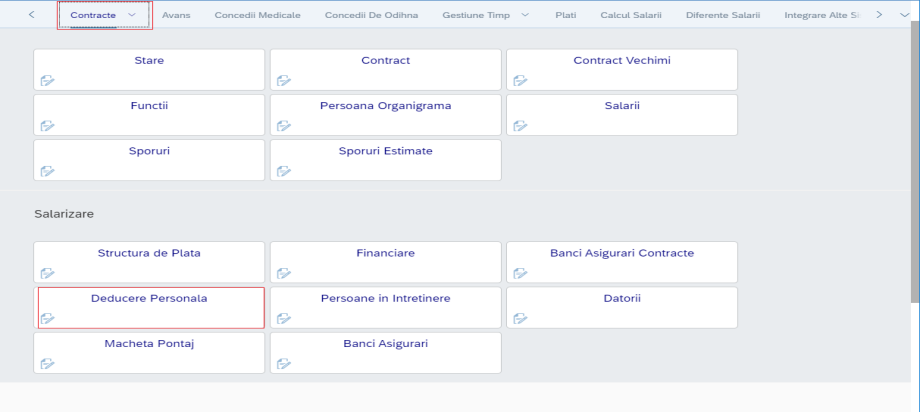 Contracte Avans Concedii Medicale Concedii De Odihna Gestiune Timp Plati Calcul Salarii Diferente Salarii Integrare Alte
Stare Contract Contract Vechimi
Functii Persoana Organigrama Salarii
Sporuri Sporuri Estimate
Salarizare
Structura de Plata Financiare Banci Asigurari Contracte
Deducere Personala Persoane in Intretinere Datorii
Macheta Pontaj Banci Asigurari